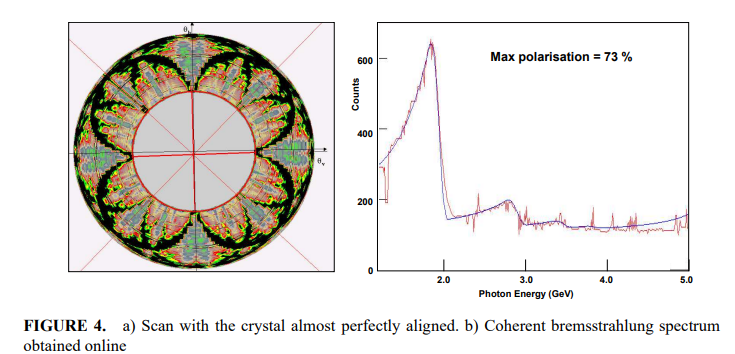 θv
θv
Max polarisation = 73 %
Counts
600
400
200
0
2.0 3.0 4.0 5.0
Photon Energy (GeV)
FIGURE 4. a) Scan with the crystal almost perfectly aligned. b) Coherent bremsstrahlung spectrum
obtained online